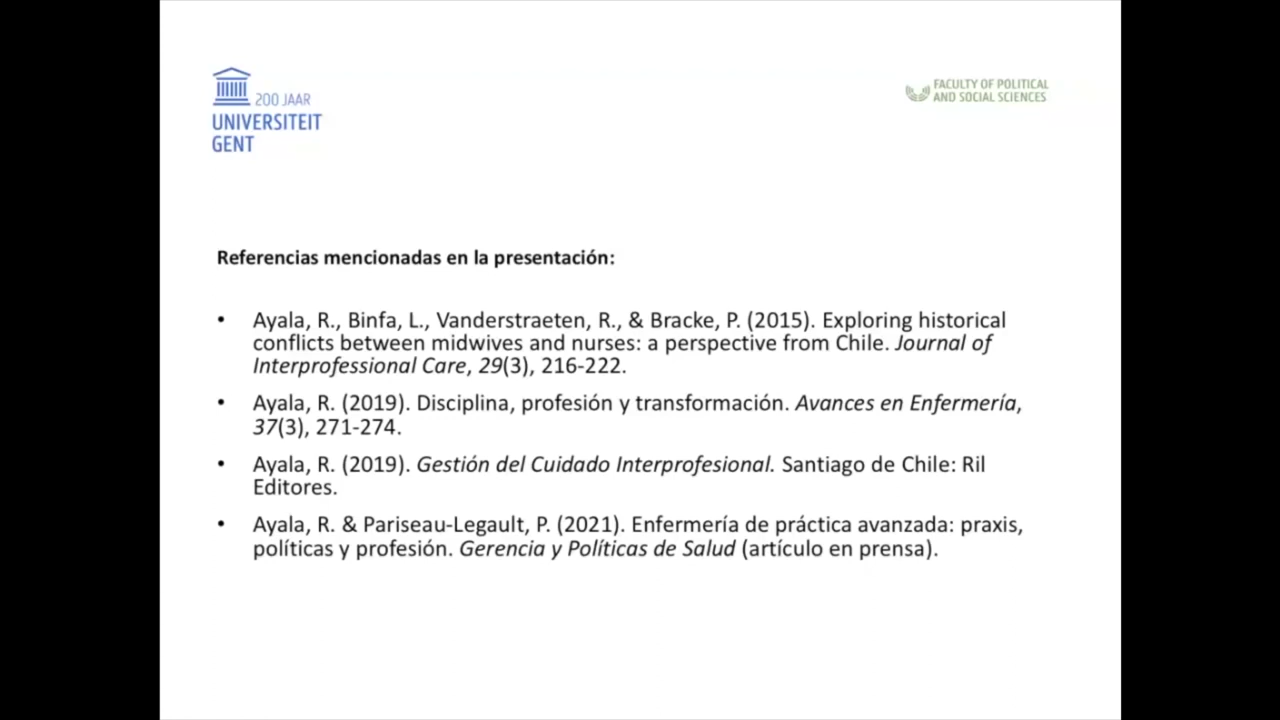 200 JAAR
UNIVERSITEIT
GENT
FACULTY OF POLITICAL
AND SOCIAL SCIENCES
Referencias mencionadas en la presentación:
• Ayala, R., Binfa, L., Vanderstraeten, R., & Bracke, P. (2015). Exploring historical
conflicts between midwives and nurses: a perspective from Chile. Journal of
Interprofessional Care, 29(3), 216-222.
• Ayala, R. (2019). Disciplina, profesión y transformación. Avances en Enfermería,
37(3), 271-274.
• Ayala, R. (2019). Gestión del Cuidado Interprofesional. Santiago de Chile: Ril
Editores.
• Ayala, R. & Pariseau-Legault, P. (2021). Enfermería de práctica avanzada: praxis,
políticas y profesión. Gerencia y Políticas de Salud (artículo en prensa).